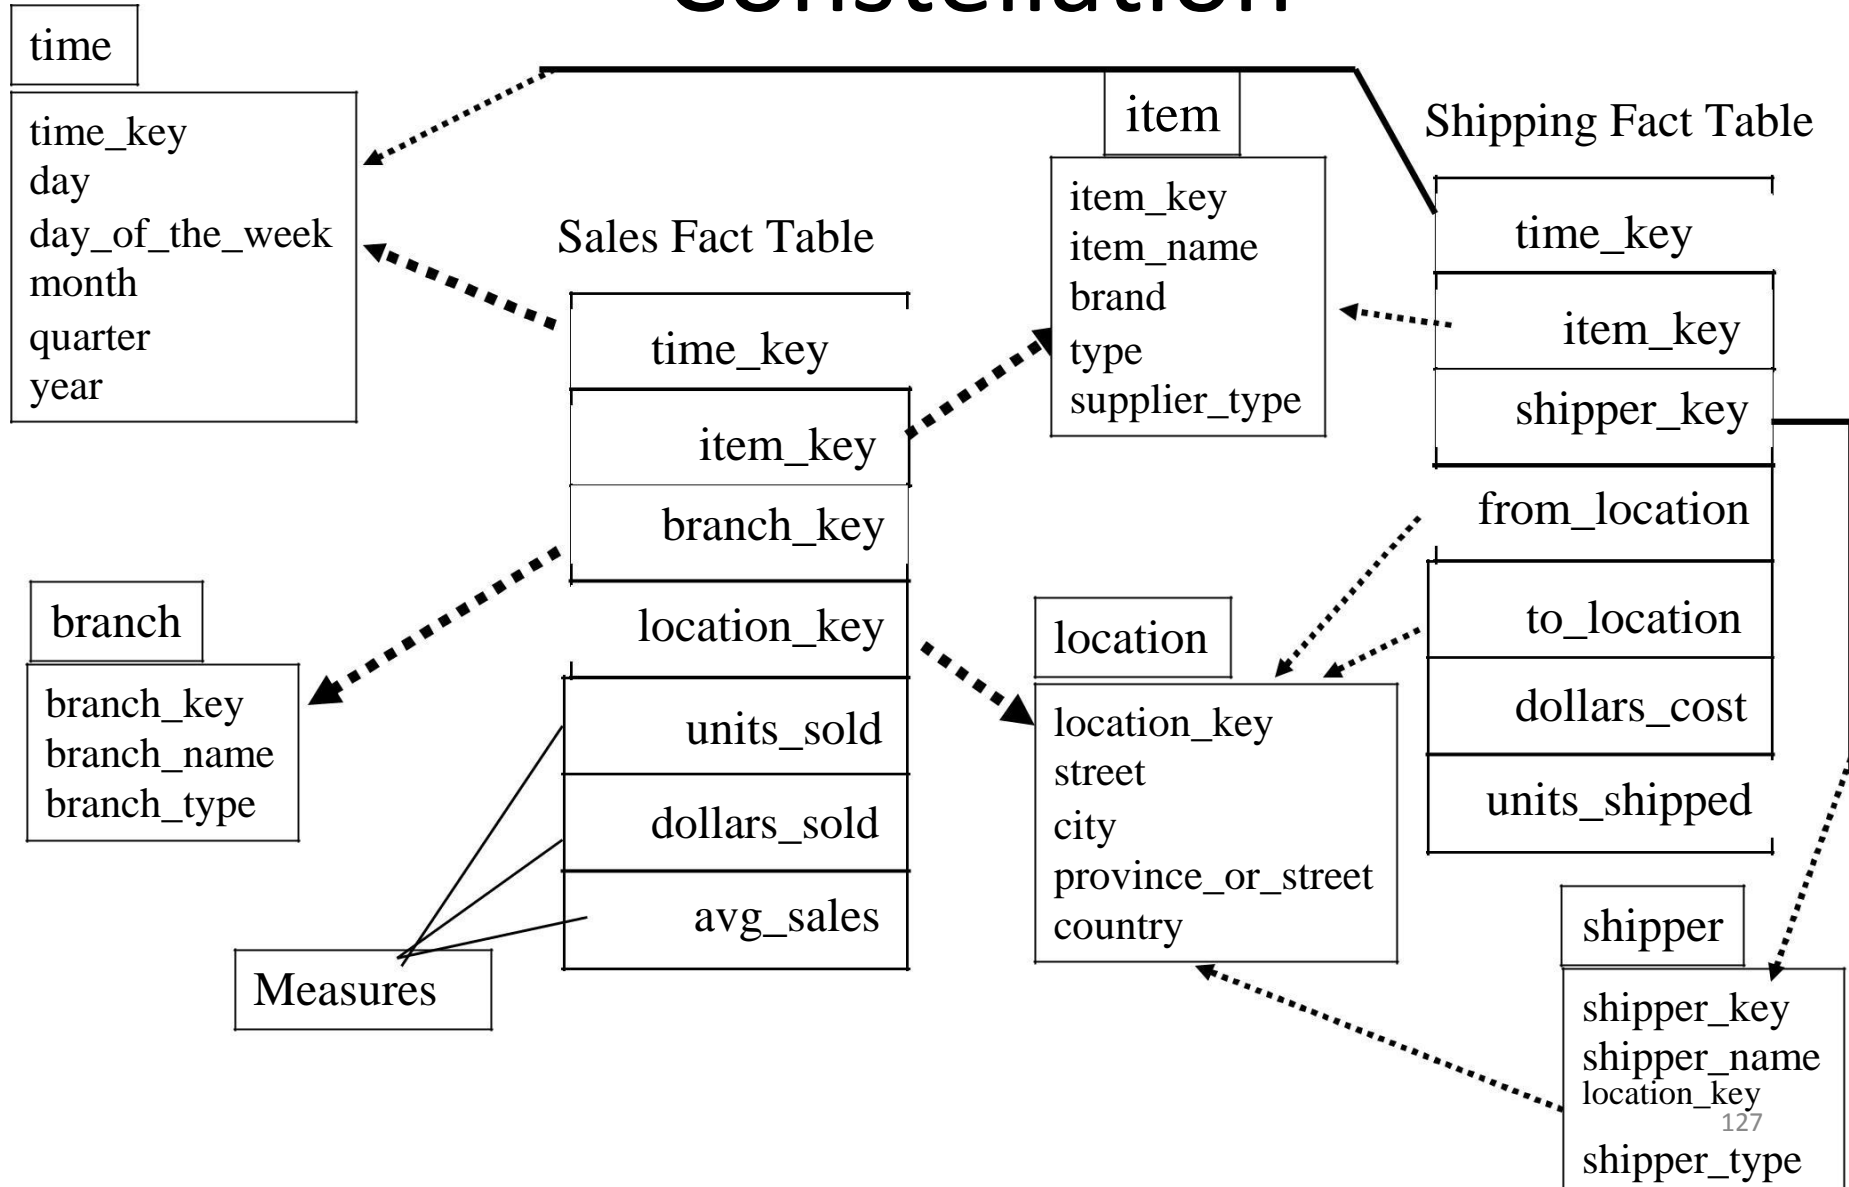 Constellation
time
time_key
day
day_of_the_week
month
quarter
year
Sales Fact Table
time_key
item_key
branch_key
location_key
units_sold
dollars_sold
avg_sales
Measures
branch
branch_key
branch_name
branch_type
item
item_key
item_name
brand
type
supplier_type
location
location_key
street
city
province_or_street
country
Shipping Fact Table
time_key
item_key
shipper_key
from_location
to_location
dollars_cost
units_shipped
shipper
shipper_key
shipper_name
location_key
127
shipper_type